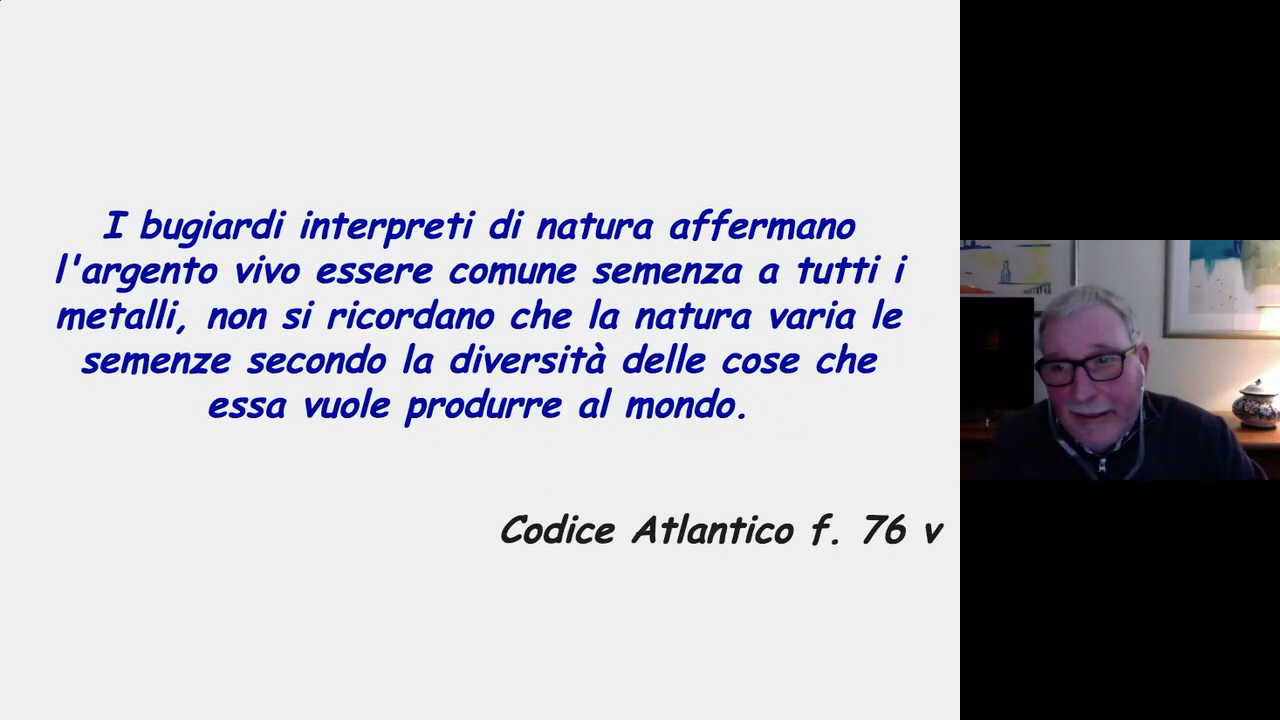 I bugiardi interpreti di natura affermano
l'argento vivo essere comune semenza a tutti i
metalli, non si ricordano che la natura varia le
semenze secondo la diversità delle cose che
essa vuole produrre al mondo.
Codice Atlantico f. 76 v